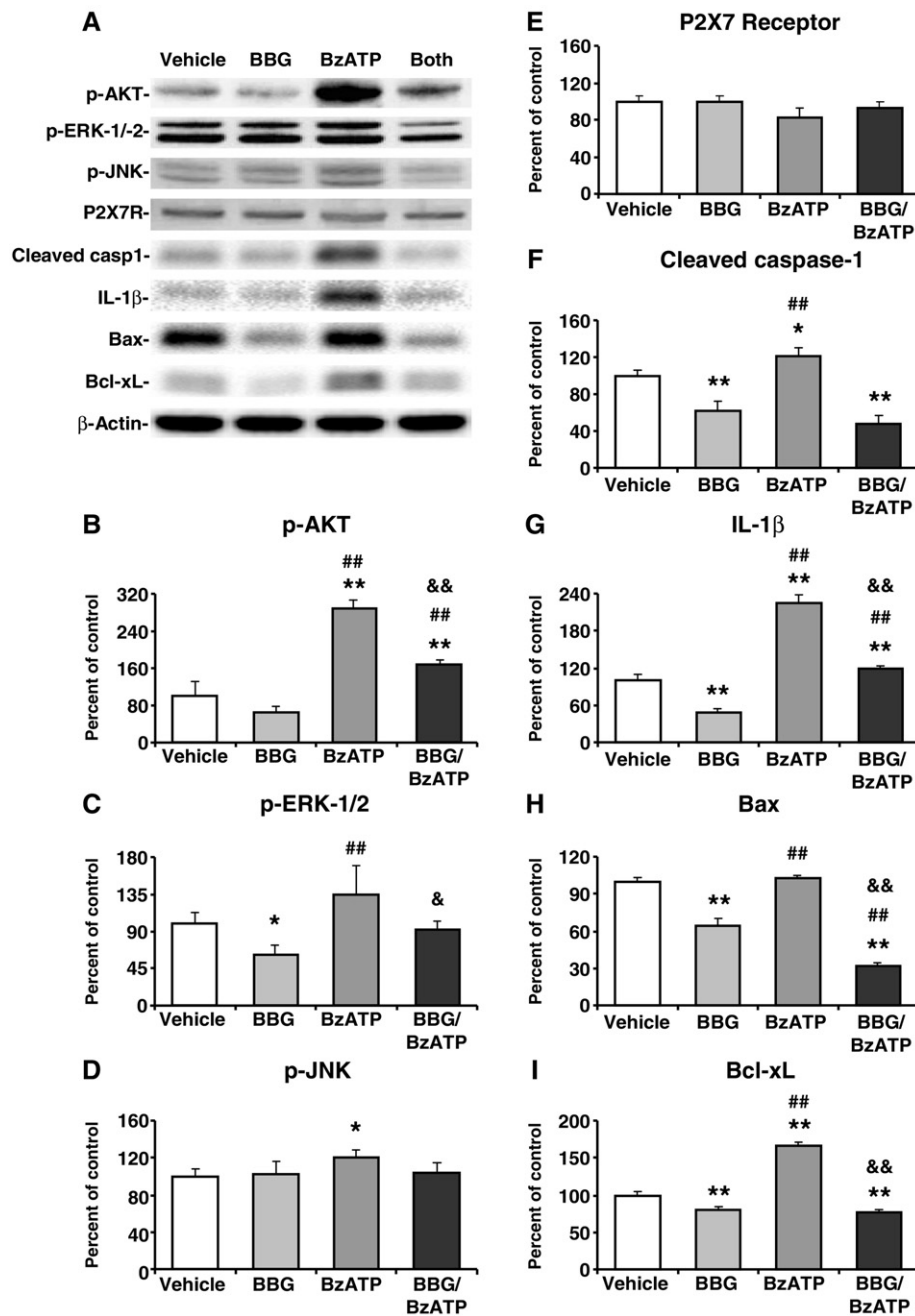 A
Vehicle BBG BzATP Both
p-AKT-
p-ERK-1/-2-
p-JNK-
P2X7R-
Cleaved casp1-
IL-1β-
Bax-
Bcl-xL-
β-Actin-
B
p-AKT
Percent of control
320
240
160
80
0
##
**
&&
##
**
Vehicle BBG BzATP BBG/
BzATP
C
p-ERK-1/2
Percent of control
180
135
90
45
0
*
##
&
Vehicle BBG BzATP BBG/
BzATP
D
p-JNK
Percent of control
160
120
80
40
0
*
Vehicle BBG BzATP BBG/
BzATP
E
P2X7 Receptor
Percent of control
160
120
80
40
0
Vehicle BBG BzATP BBG/
BzATP
F
Cleaved caspase-1
Percent of control
160
120
80
40
0
**
##
*
**
Vehicle BBG BzATP BBG/
BzATP
G
IL-1β
Percent of control
240
180
120
60
0
**
##
**
&&
##
**
Vehicle BBG BzATP BBG/
BzATP
H
Bax
Percent of control
120
90
60
30
0
**
##
&&
##
**
Vehicle BBG BzATP BBG/
BzATP
I
Bcl-xL
Percent of control
200
150
100
50
0
**
##
**
&&
**
Vehicle BBG BzATP BBG/
BzATP